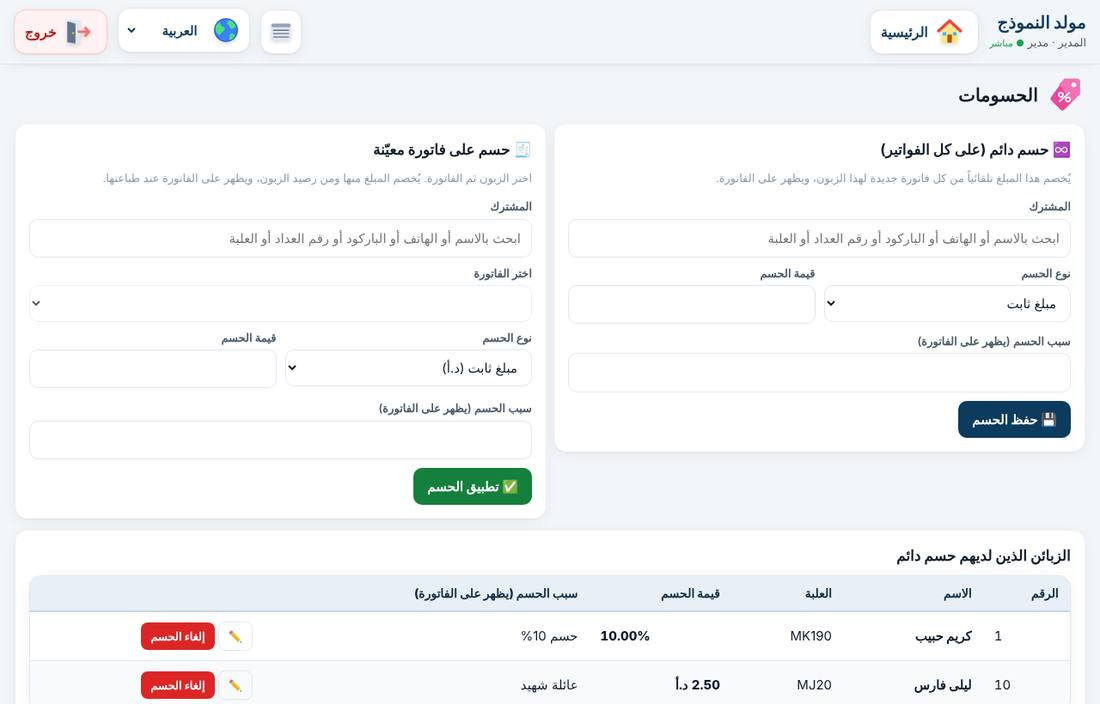 مولد النموذج
المدير · مدير ● مباشر
الرئيسية
العربية
خروج
الحسومات
حسم دائم (على كل الفواتير)
يُخصم هذا المبلغ تلقائياً من كل فاتورة جديدة لهذا الزبون، ويظهر على الفاتورة.
المشترك
ابحث بالاسم أو الهاتف أو الباركود أو رقم العداد أو العلبة
نوع الحسم
قيمة الحسم
مبلغ ثابت
سبب الحسم (يظهر على الفاتورة)
حفظ الحسم
حسم على فاتورة معيّنة
اختر الزبون ثم الفاتورة. يُخصم المبلغ منها ومن رصيد الزبون، ويظهر على الفاتورة عند طباعتها.
المشترك
ابحث بالاسم أو الهاتف أو الباركود أو رقم العداد أو العلبة
اختر الفاتورة
نوع الحسم
قيمة الحسم
مبلغ ثابت (د.أ)
سبب الحسم (يظهر على الفاتورة)
تطبيق الحسم
الزبائن الذين لديهم حسم دائم
الرقم الاسم العلبة قيمة الحسم سبب الحسم (يظهر على الفاتورة)
1 كريم حبيب MK190 10.00% حسم 10% إلغاء الحسم
10 ليلى فارس MJ20 2.50 د.أ عائلة شهيد إلغاء الحسم